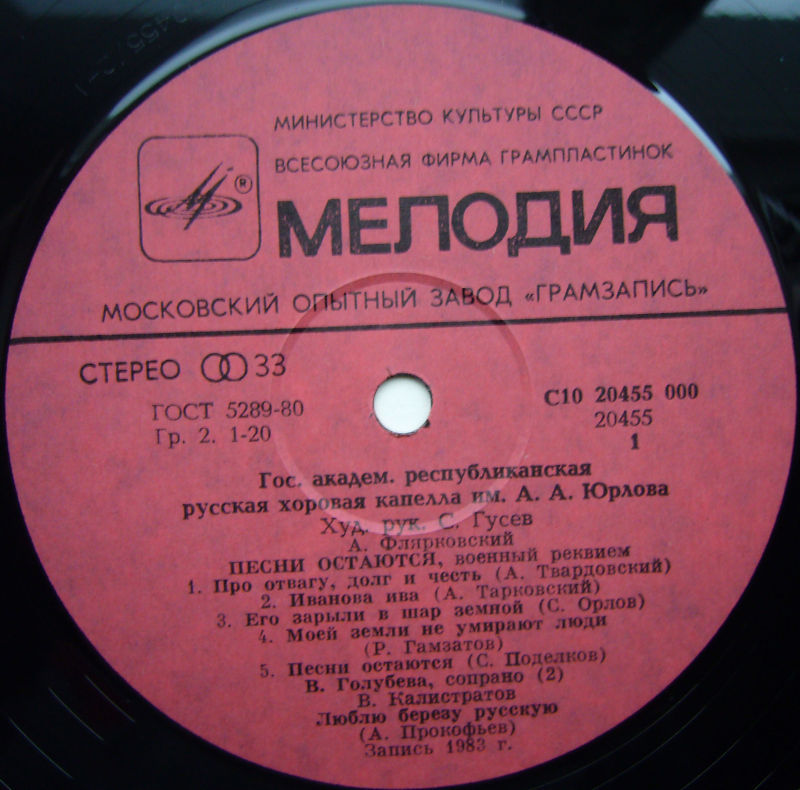 МИНИСТЕРСТВО КУЛЬТУРЫ СССР
ВСЕСОЮЗНАЯ ФИРМА ГРАМПЛАСТИНОК
®
МЕЛОДИЯ
МОСКОВСКИЙ ОПЫТНЫЙ ЗАВОД «ГРАМЗАПИСЬ»
СТЕРЕО 33
ГОСТ 5289-80
Гр. 2. 1-20
С10 20455 000
20455
1
Гос. академ. республиканская
русская хоровая капелла им. А. А. Юрлова
Худ. рук. С. Гусев
А. Флярковский
ПЕСНИ ОСТАЮТСЯ, военный реквием
1. Про отвагу, долг и честь (А. Твардовский)
2. Иванова ива (А. Тарковский)
3. Его зарыли в шар земной (С. Орлов)
4. Моей земли не умирают люди
(Р. Гамзатов)
5. Песни остаются (С. Поделков)
В. Голубева, сопрано (2)
В. Калистратов
Люблю березу русскую
(А. Прокофьев)
Запись 1983 г.